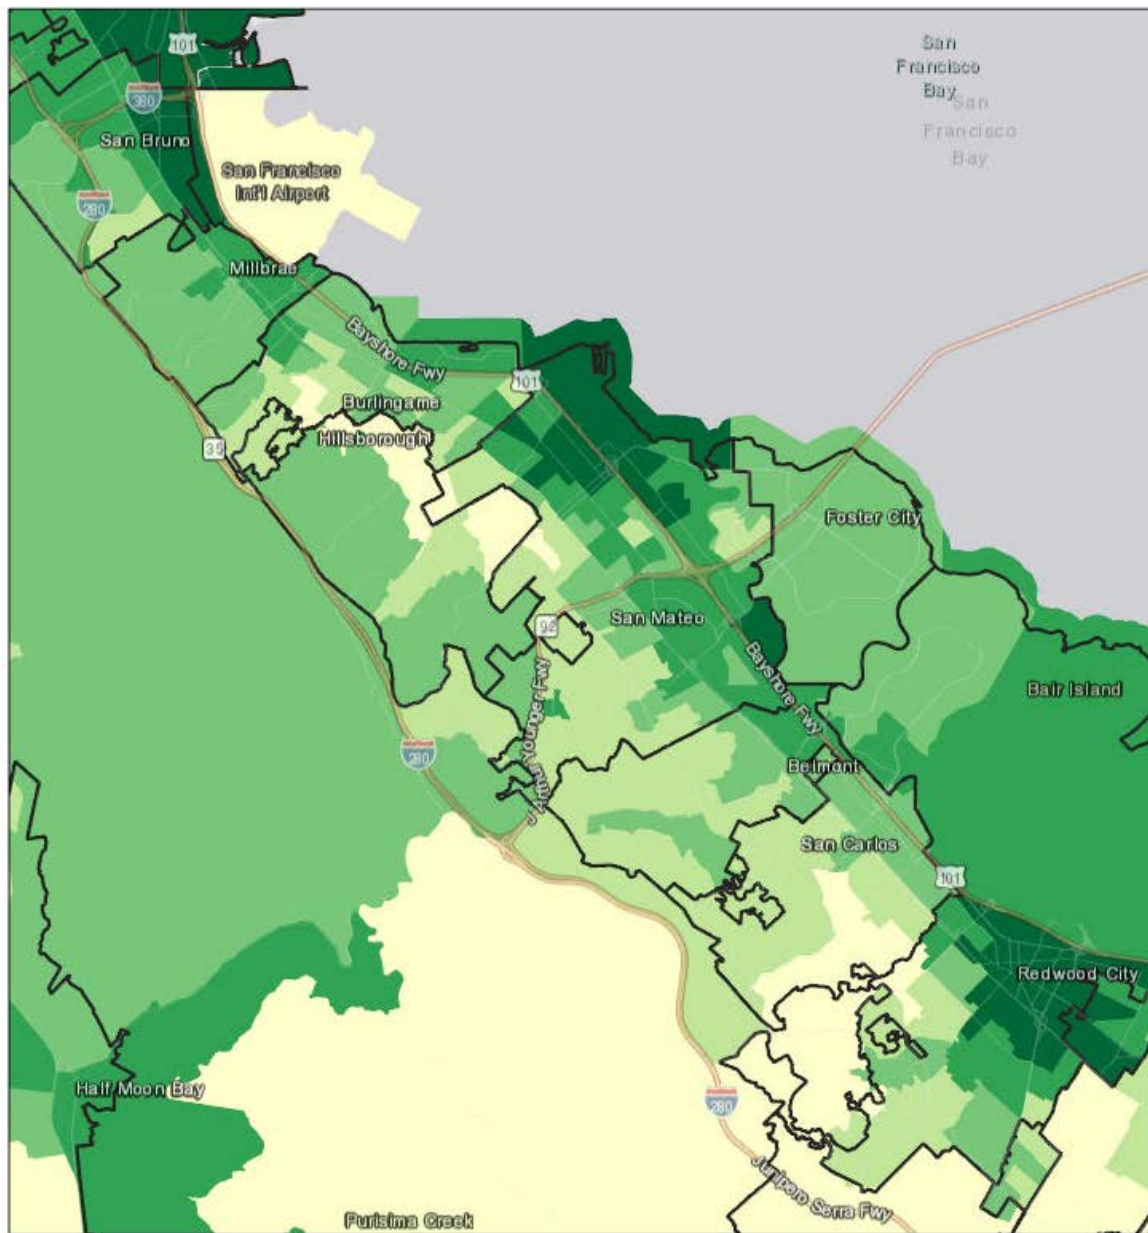 San
Francisco
Bay
San
Francisco
Bay
101
380
San Bruno
San Francisco
Int'l Airport
280
Millbrae
Bayshore Fwy
101
Burlingame
Hillsborough
35
Foster City
San Mateo
92
Bayshore Fwy
Bair Island
J Arthur Younger Fwy
280
Belmont
San Carlos
101
Redwood City
Half Moon Bay
280
Junipero Serra Fwy
Purisima Creek